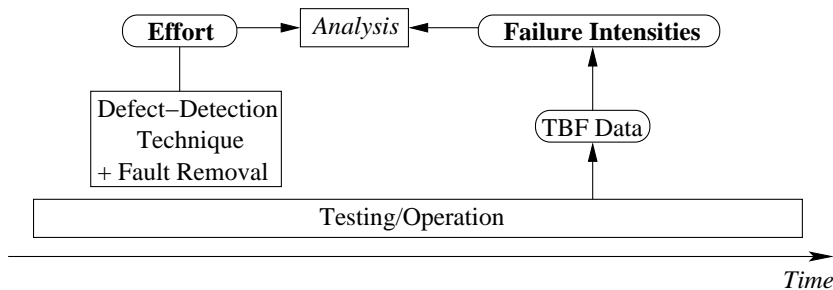 Effort
Analysis
Failure Intensities
Defect−Detection
Technique
+ Fault Removal
TBF Data
Testing/Operation
Time